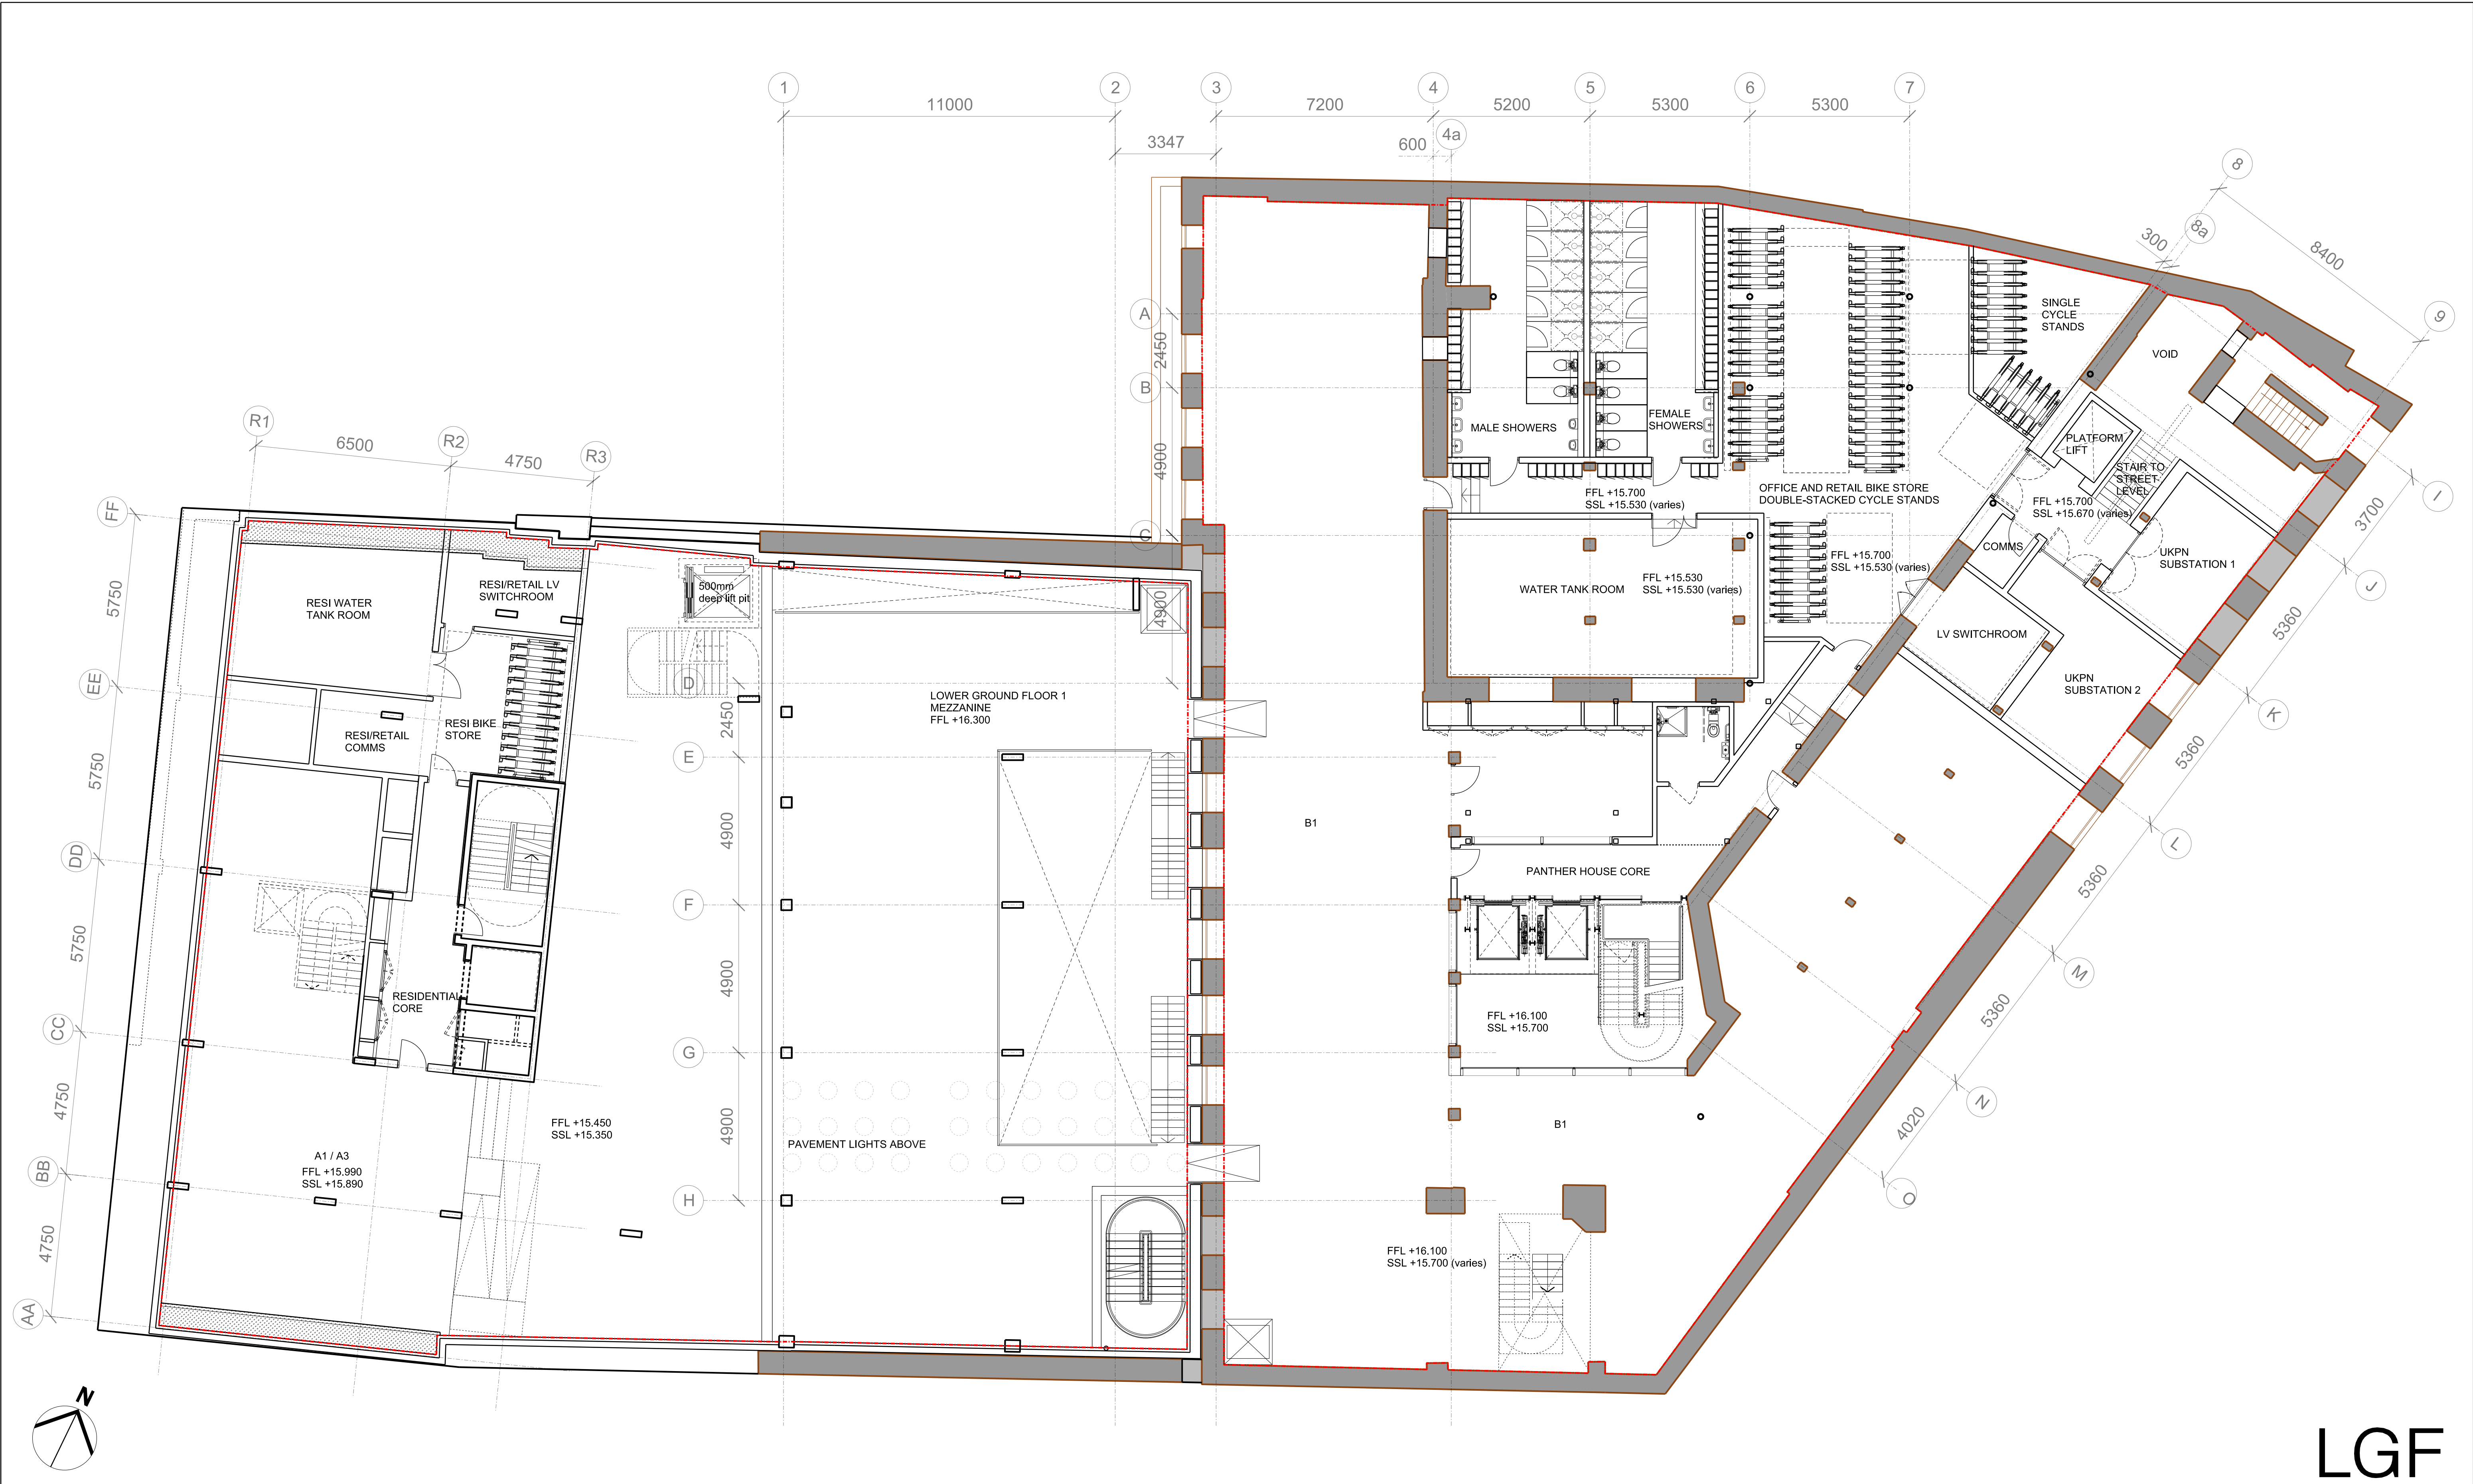 1
2
3
4
5
6
7
11000
7200
5200
5300
5300
3347
600
4a
8
8a
300
8400
9
A
2450
B
4900
C
4900
D
2450
E
4900
F
4900
G
4900
H
R1
6500
R2
4750
R3
FF
5750
EE
5750
DD
5750
CC
4750
BB
4750
AA
I
3700
J
5360
K
5360
L
5360
M
5360
N
4020
O
SINGLE
CYCLE
STANDS
VOID
PLATFORM
LIFT
STAIR TO
STREET
LEVEL
FFL +15.700
SSL +15.670 (varies)
MALE SHOWERS
FEMALE
SHOWERS
FFL +15.700
SSL +15.530 (varies)
OFFICE AND RETAIL BIKE STORE
DOUBLE-STACKED CYCLE STANDS
COMMS
UKPN
SUBSTATION 1
FFL +15.700
SSL +15.530 (varies)
WATER TANK ROOM
FFL +15.530
SSL +15.530 (varies)
LV SWITCHROOM
UKPN
SUBSTATION 2
RESI WATER
TANK ROOM
RESI/RETAIL LV
SWITCHROOM
500mm
deep lift pit
LOWER GROUND FLOOR 1
MEZZANINE
FFL +16.300
RESI/RETAIL
COMMS
RESI BIKE
STORE
B1
PANTHER HOUSE CORE
RESIDENTIAL
CORE
FFL +16.100
SSL +15.700
FFL +15.450
SSL +15.350
PAVEMENT LIGHTS ABOVE
B1
A1 / A3
FFL +15.990
SSL +15.890
FFL +16.100
SSL +15.700 (varies)
N
LGF